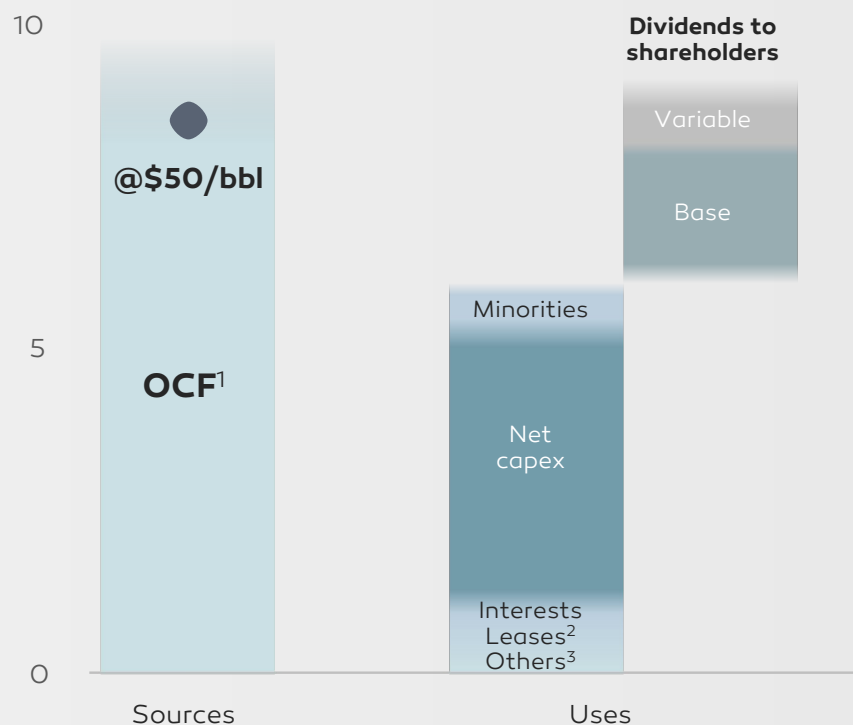 10
Dividends to
shareholders
Variable
@$50/bbl
Base
Minorities
5
OCF¹
Net
capex
Interests
Leases²
Others³
0
Sources
Uses